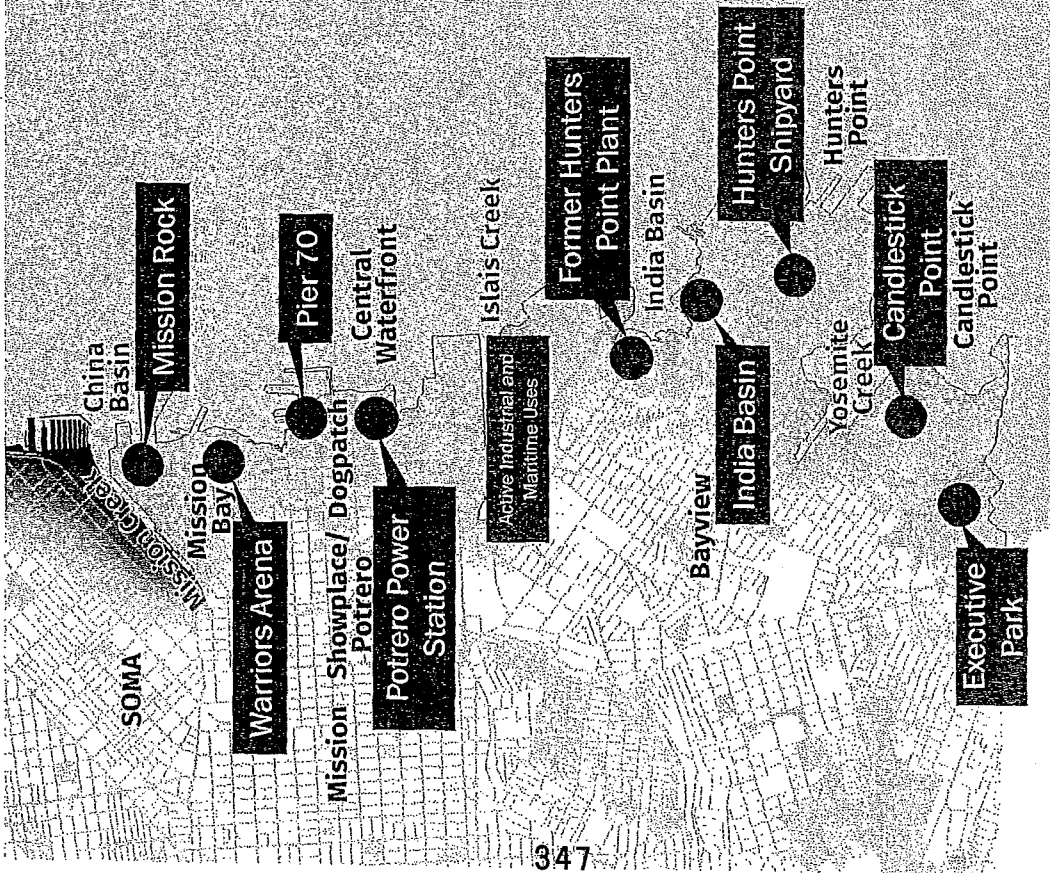 China
Basin
Mission Rock
Mission Creek
SOMA
Mission
Bay
Warriors Arena
Pier 70
Mission
Showplace/
Potrero
Dogpatch
Central
Waterfront
Potrero Power
Station
Islais Creek
Active Industrial and
Maritime Uses
Former Hunters
Point Plant
India Basin
Bayview
India Basin
Hunters Point
Shipyard
Hunters
Point
Yosemite
Creek
Candlestick
Point
Candlestick
Point
Executive
Park
347